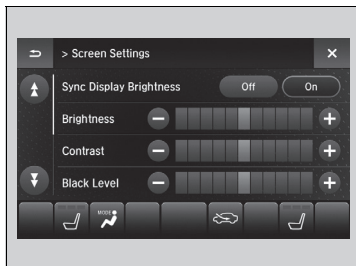 > Screen Settings
Sync Display Brightness Off On
Brightness
Contrast
Black Level
MODE